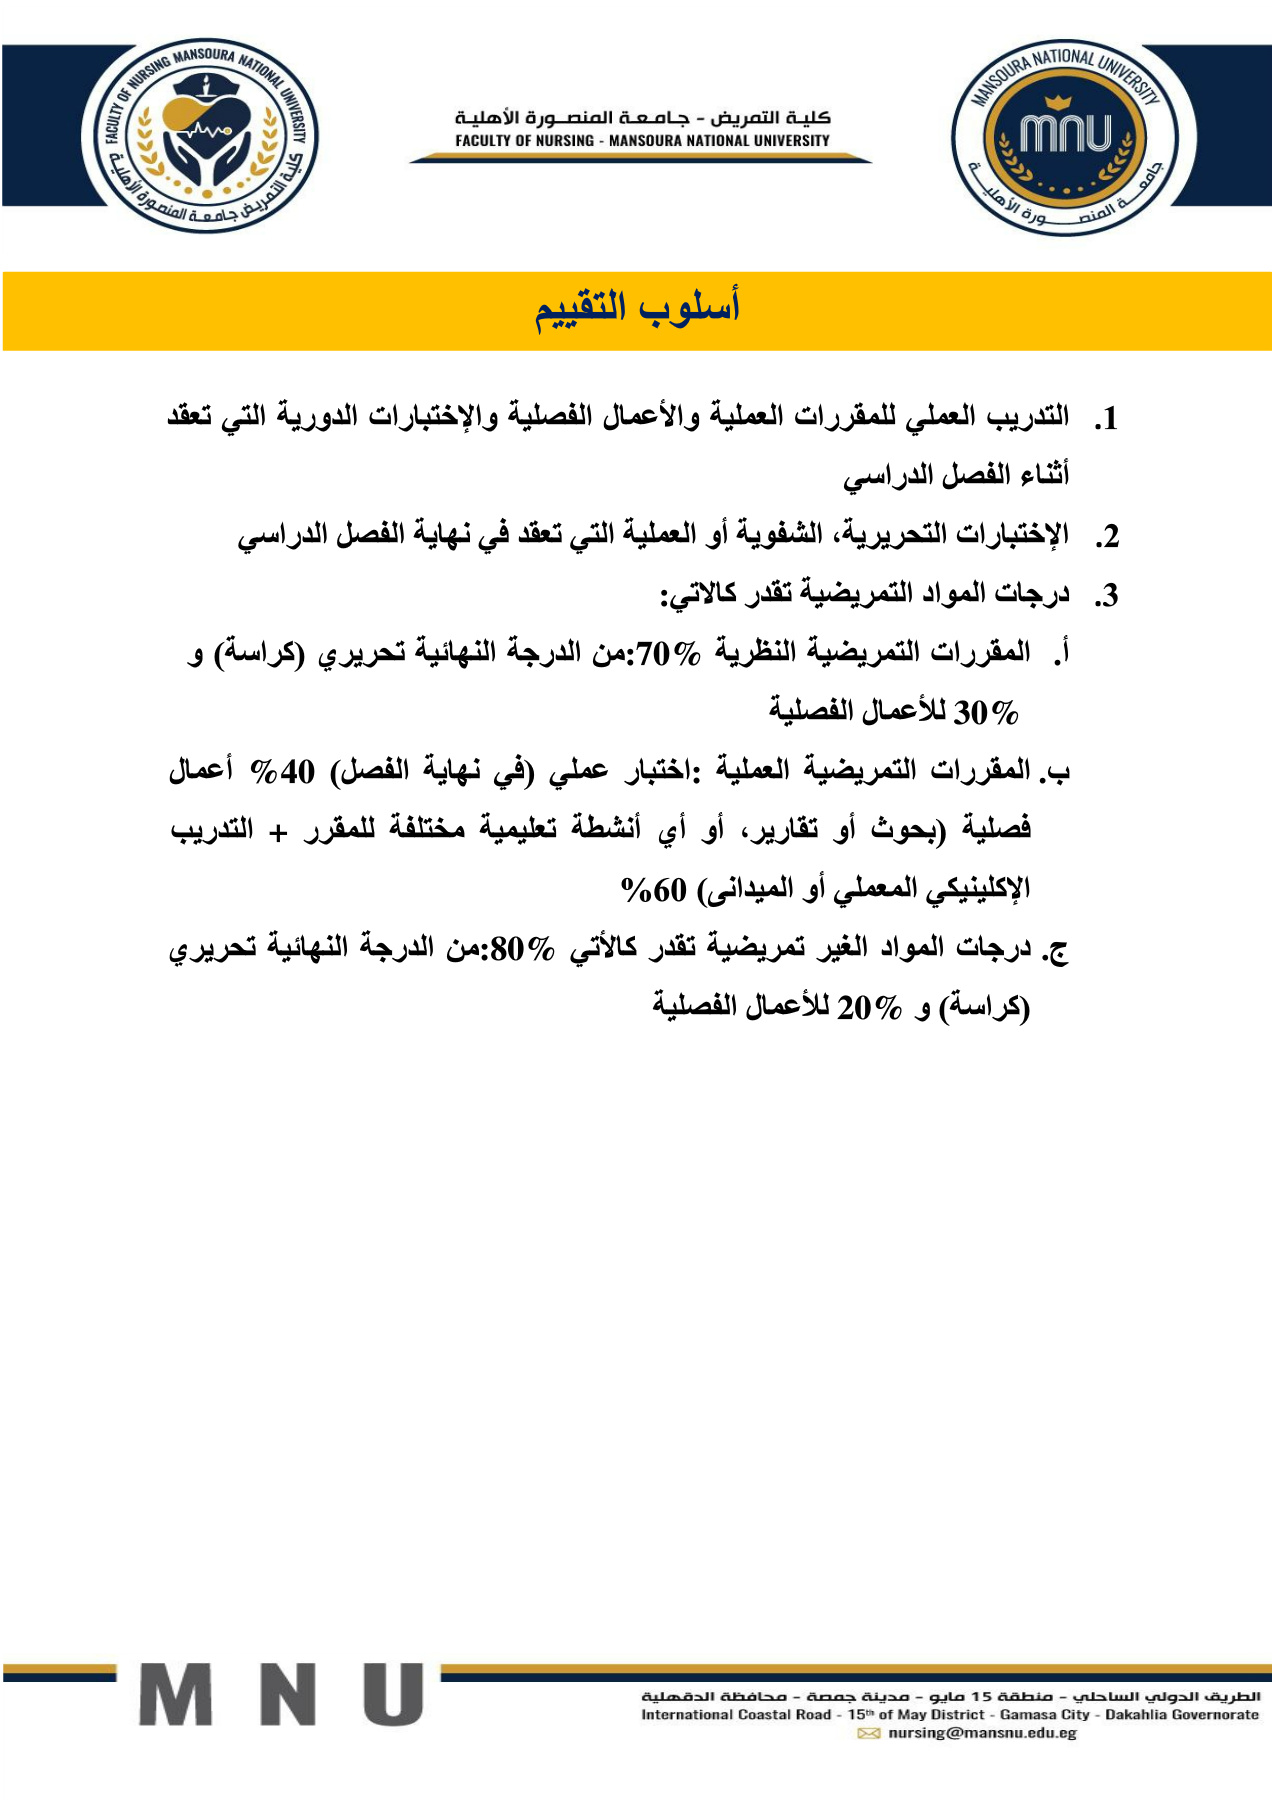 FACULTY OF NURSING MANSOURA NATIONAL UNIVERSITY
كلية التمريض جامعة المنصورة الأهلية
كلية التمريض - جامعة المنصورة الأهلية
FACULTY OF NURSING - MANSOURA NATIONAL UNIVERSITY
MANSOURA NATIONAL UNIVERSITY
mnu
جامعة المنصورة الأهلية
أسلوب التقييم
1. التدريب العملي للمقررات العملية والأعمال الفصلية والإختبارات الدورية التي تعقد
أثناء الفصل الدراسي
2. الإختبارات التحريرية، الشفوية أو العملية التي تعقد في نهاية الفصل الدراسي
3. درجات المواد التمريضية تقدر كالاتي:
أ. المقررات التمريضية النظرية %70:من الدرجة النهائية تحريري (كراسة) و
%30 للأعمال الفصلية
ب. المقررات التمريضية العملية :اختبار عملي (في نهاية الفصل) 40% أعمال
فصلية (بحوث أو تقارير، أو أي أنشطة تعليمية مختلفة للمقرر + التدريب
الإكلينيكي المعملي أو الميدانى) 60%
ج. درجات المواد الغير تمريضية تقدر كالأتي %80:من الدرجة النهائية تحريري
(كراسة) و %20 للأعمال الفصلية
M N U
الطريق الدولي الساحلي - منطقة 15 مايو - مدينة جمصة - محافظة الدقهلية
International Coastal Road - 15th of May District - Gamasa City - Dakahlia Governorate
nursing@mansnu.edu.eg